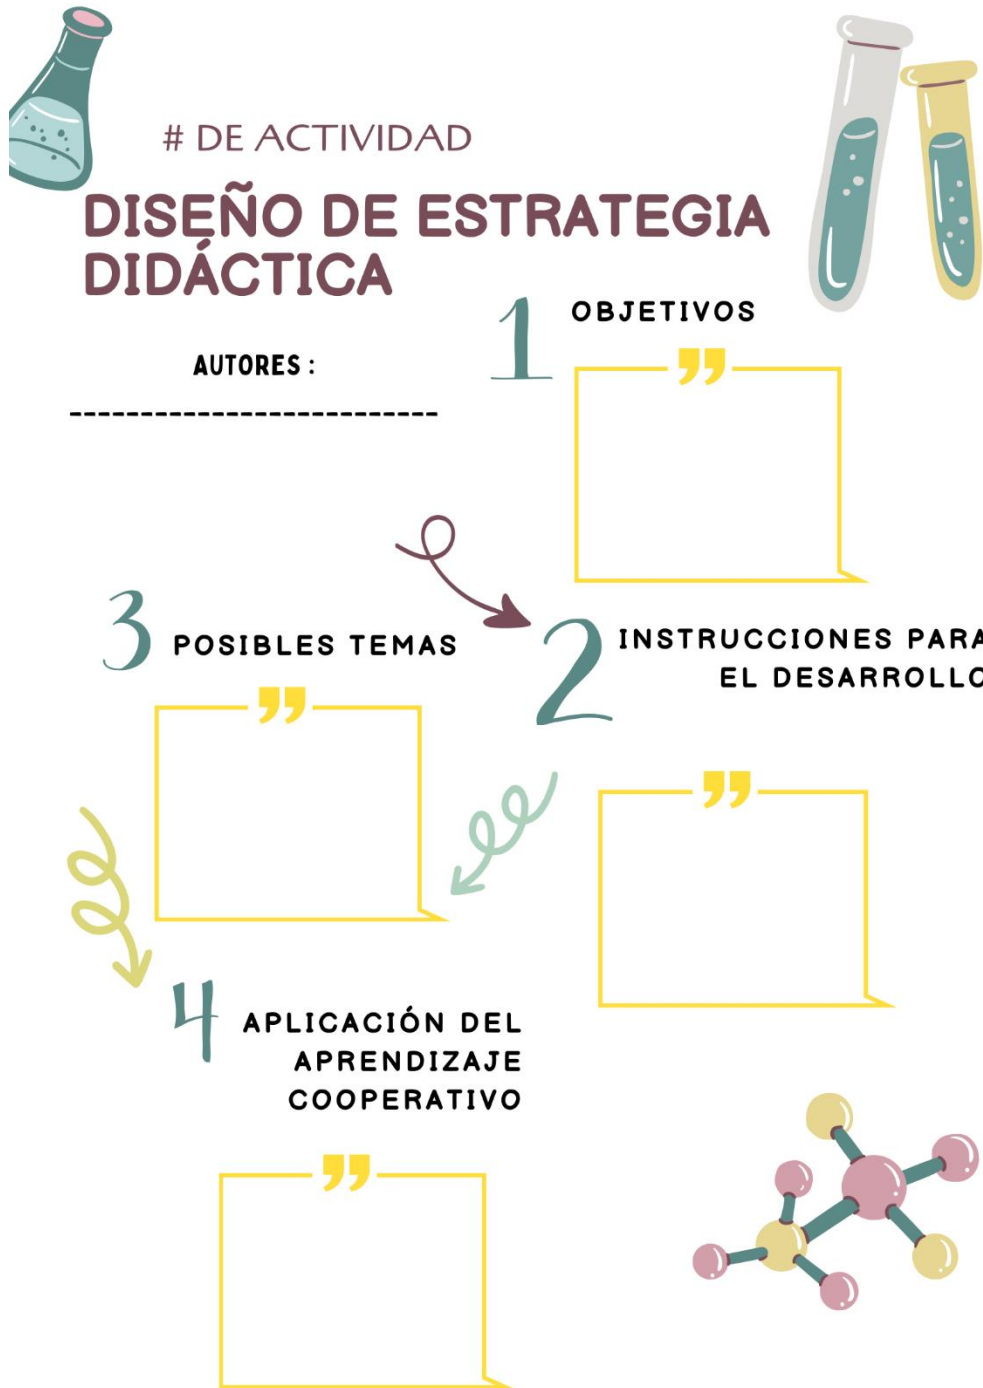 # DE ACTIVIDAD
DISEÑO DE ESTRATEGIA
DIDÁCTICA
AUTORES :
--------------------------
1
OBJETIVOS
”
2
INSTRUCCIONES PARA
EL DESARROLLO
”
3
POSIBLES TEMAS
”
4
APLICACIÓN DEL
APRENDIZAJE
COOPERATIVO
”